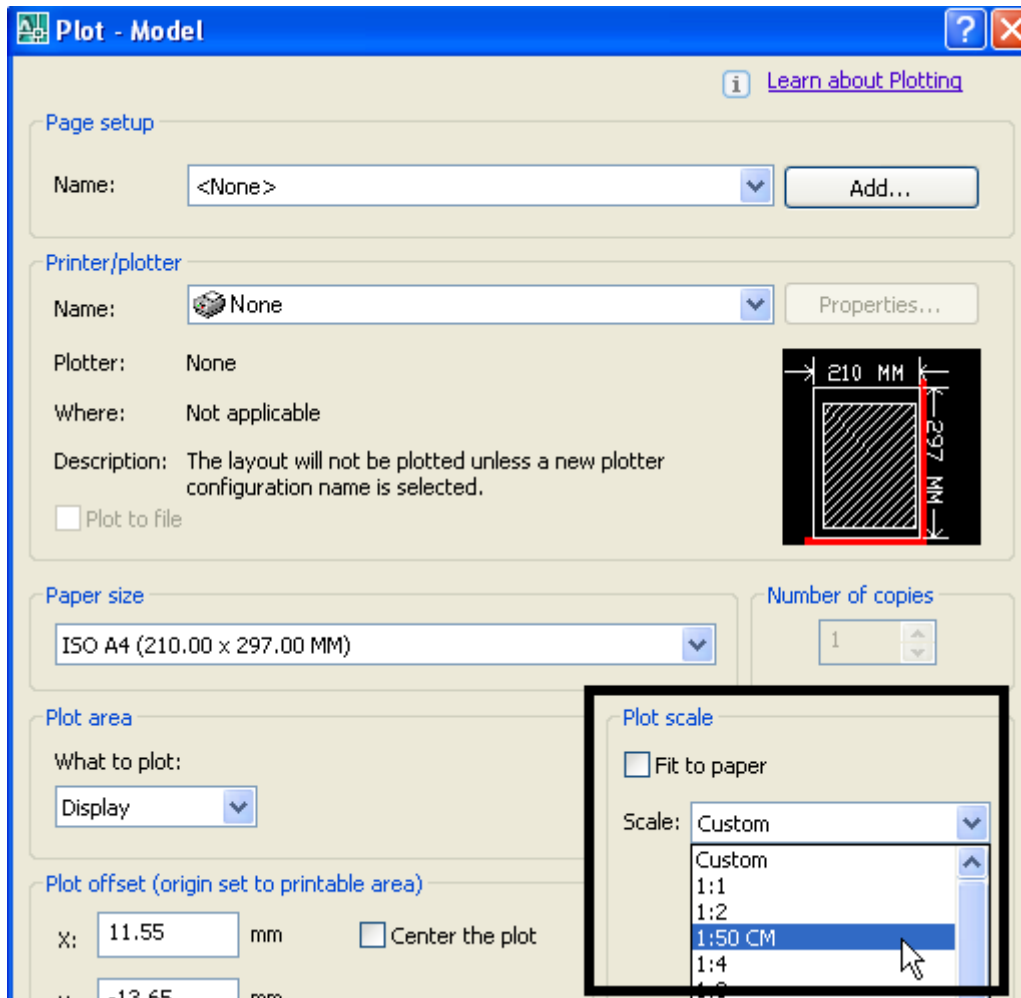 Plot - Model
Learn about Plotting
Page setup
Name: <None> Add...
Printer/plotter
Name: None Properties...
Plotter: None
Where: Not applicable
Description: The layout will not be plotted unless a new plotter
configuration name is selected.
Plot to file
210 MM
297 MM
Paper size
ISO A4 (210.00 x 297.00 MM)
Number of copies
1
Plot area
What to plot:
Display
Plot scale
Fit to paper
Scale: Custom
Custom
1:1
1:2
1:50 CM
1:4
Plot offset (origin set to printable area)
X: 11.55 mm Center the plot
-13.65 mm